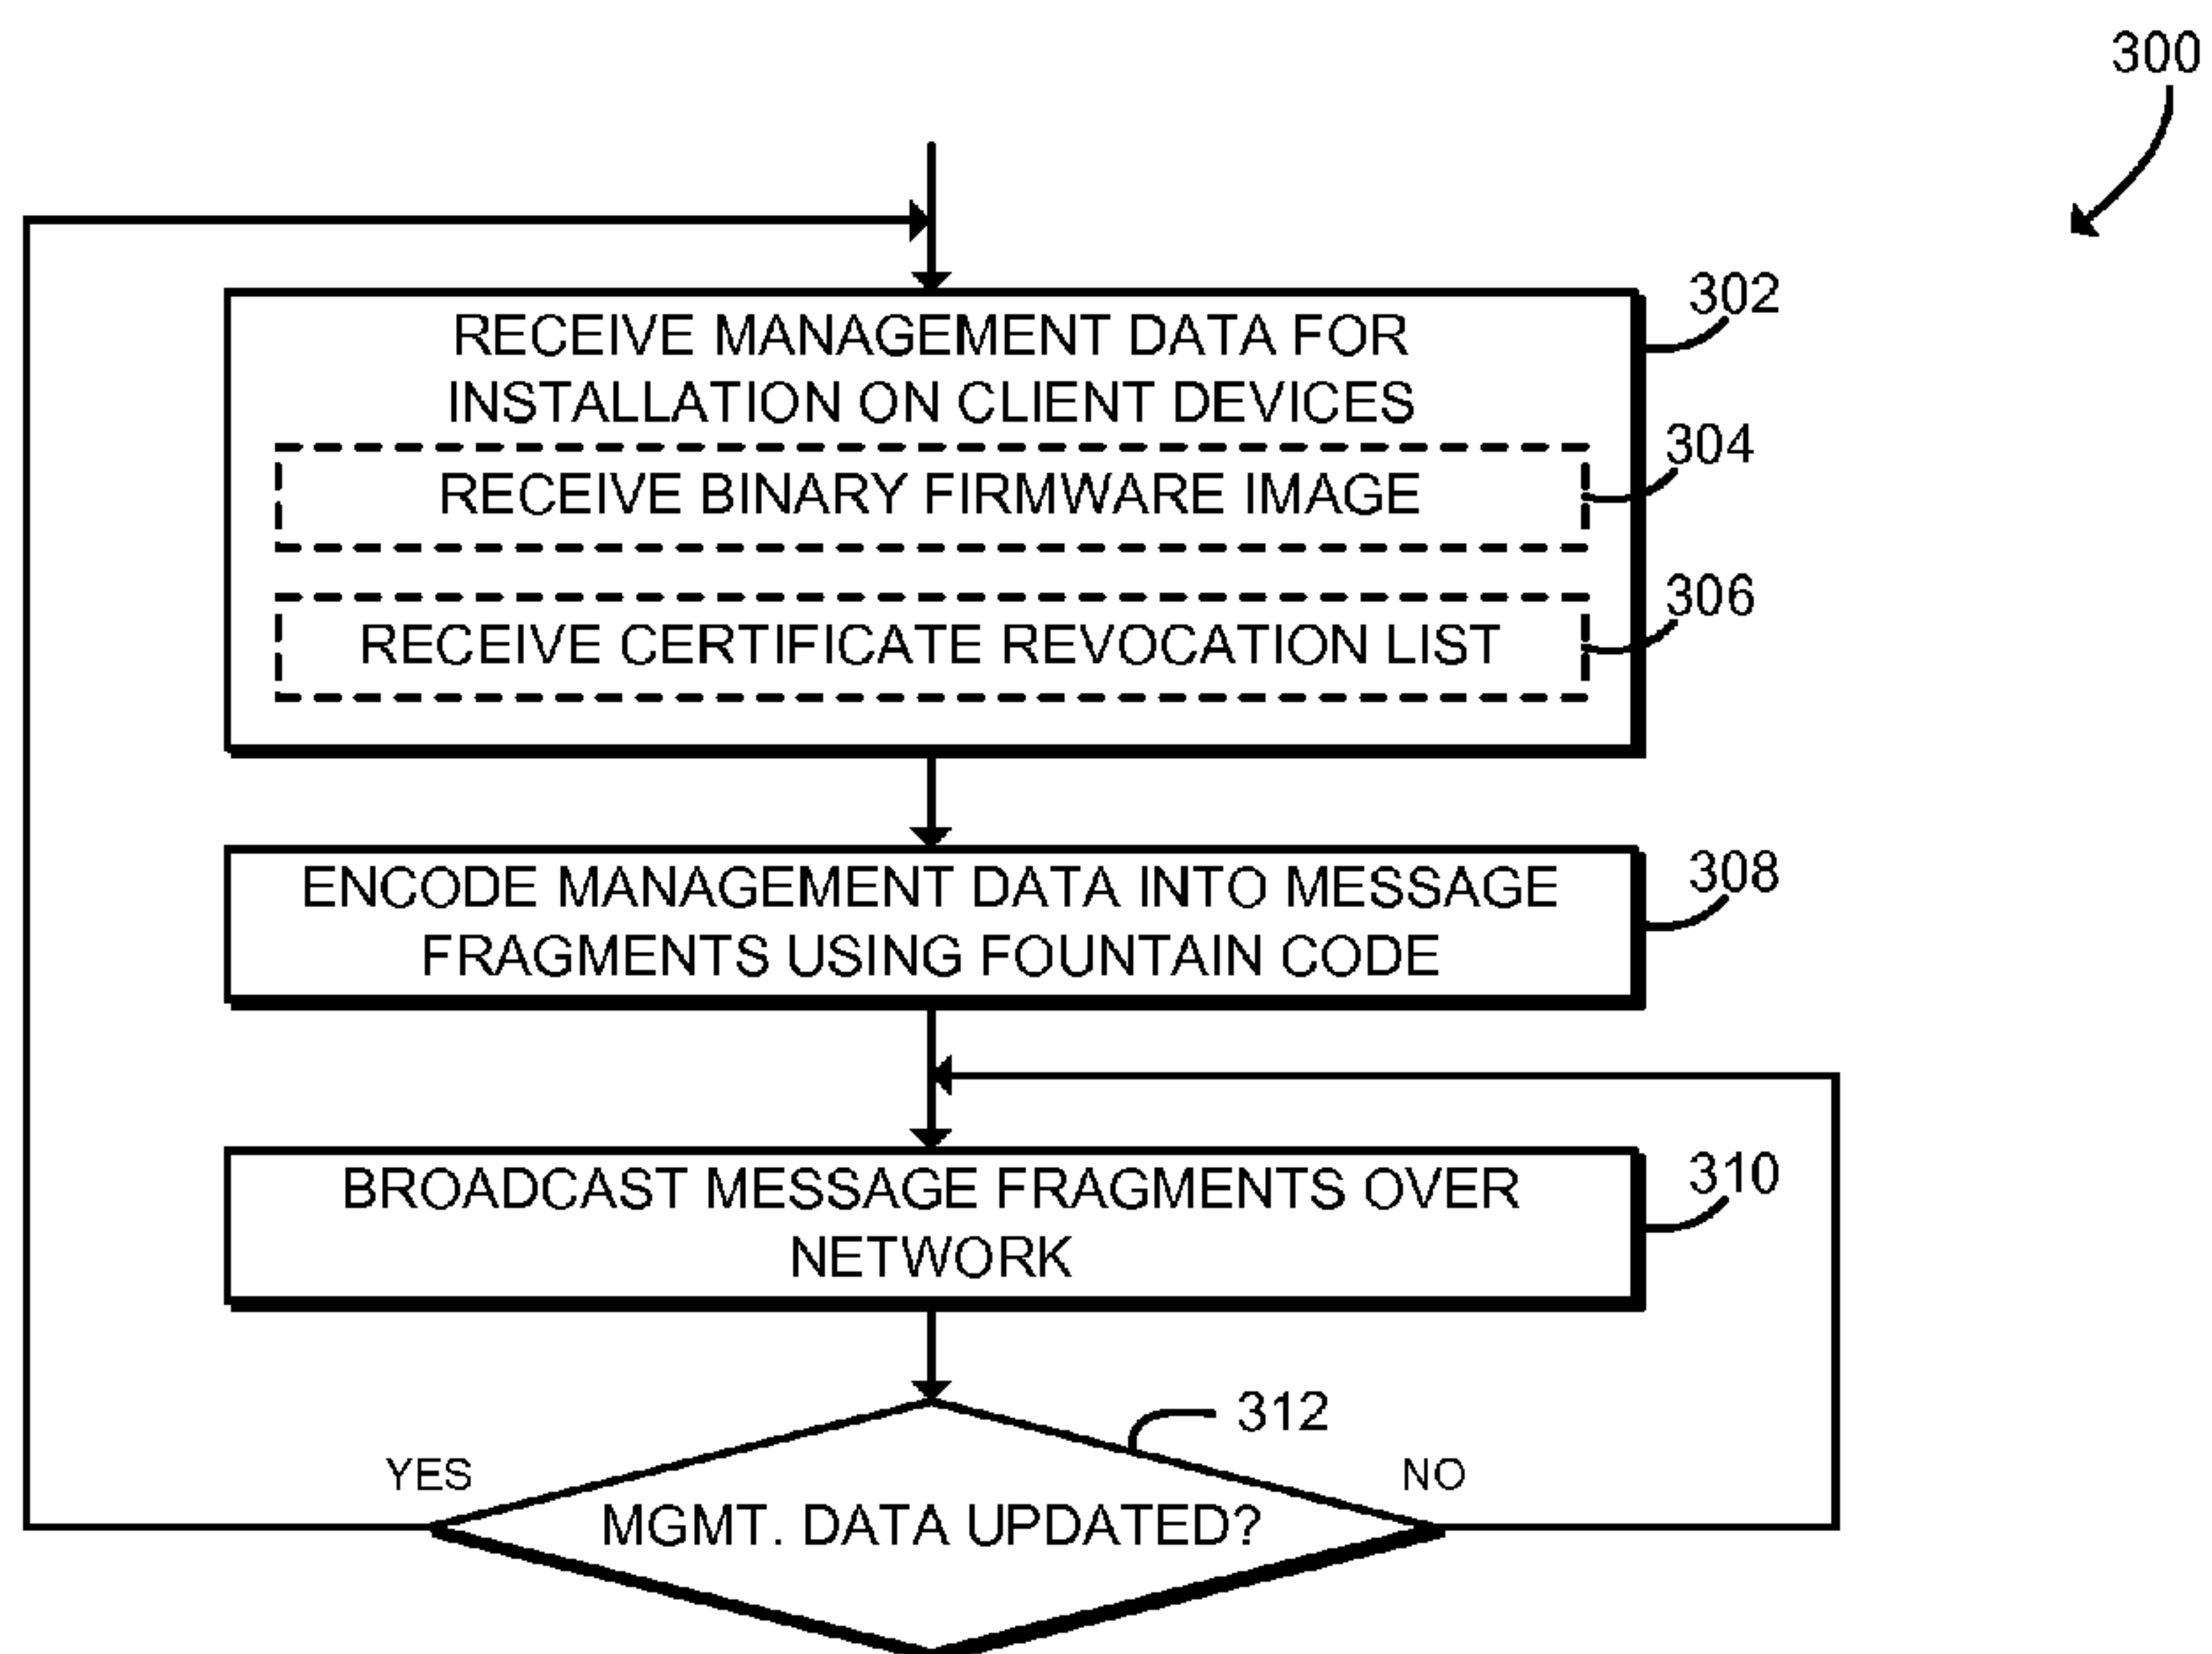 300
302
RECEIVE MANAGEMENT DATA FOR
INSTALLATION ON CLIENT DEVICES
304
RECEIVE BINARY FIRMWARE IMAGE
306
RECEIVE CERTIFICATE REVOCATION LIST
308
ENCODE MANAGEMENT DATA INTO MESSAGE
FRAGMENTS USING FOUNTAIN CODE
310
BROADCAST MESSAGE FRAGMENTS OVER
NETWORK
312
YES
NO
MGMT. DATA UPDATED?